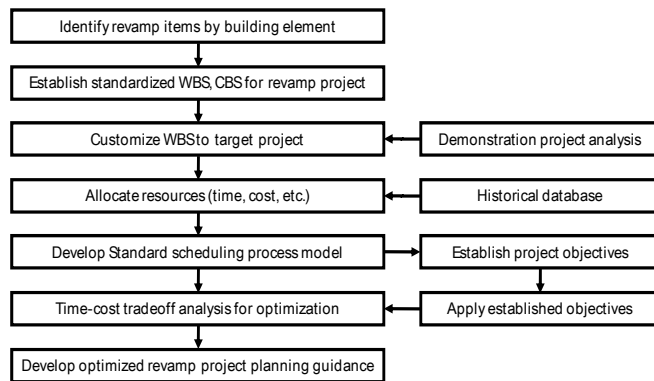 Identify revamp items by building element
Establish standardized WBS, CBS for revamp project
Customize WBS to target project
Demonstration project analysis
Allocate resources (time, cost, etc.)
Historical database
Develop Standard scheduling process model
Establish project objectives
Time-cost tradeoff analysis for optimization
Apply established objectives
Develop optimized revamp project planning guidance